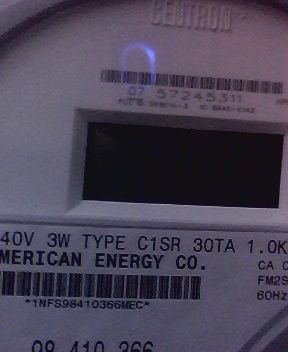 CENTRON
07 57245311
40V 3W TYPE C1SR 30TA 1.0K
MERICAN ENERGY CO.
CA 0
FM2S
60Hz
*1NFS98410366MEC*
98 410 366